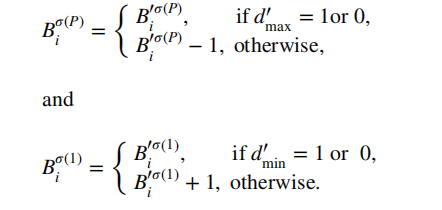 B_i^{σ(P)} = { B_i'^{σ(P)}, if d'_max = 1or 0,
B_i'^{σ(P)} − 1, otherwise,
and
B_i^{σ(1)} = { B_i'^{σ(1)}, if d'_min = 1 or 0,
B_i'^{σ(1)} + 1, otherwise.